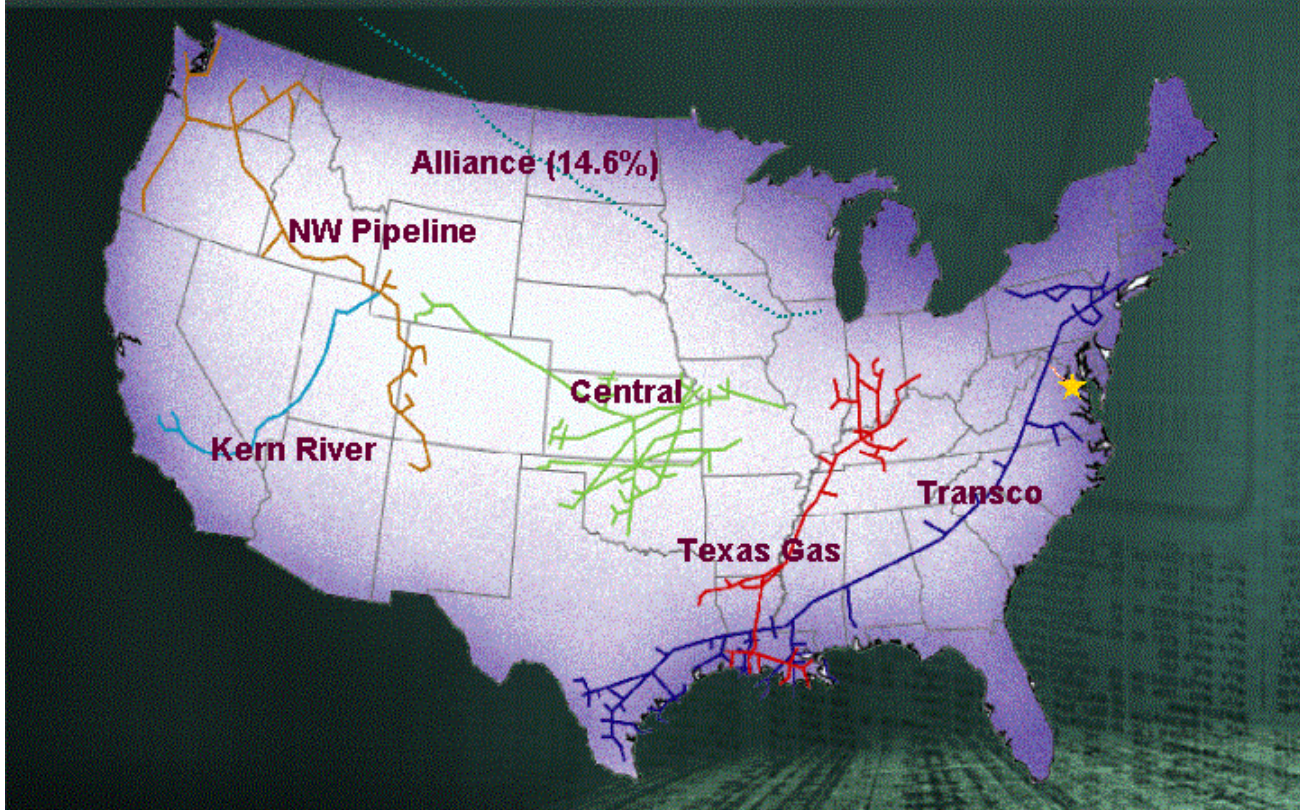 Alliance (14.6%)
NW Pipeline
Central
Kern River
Transco
Texas Gas